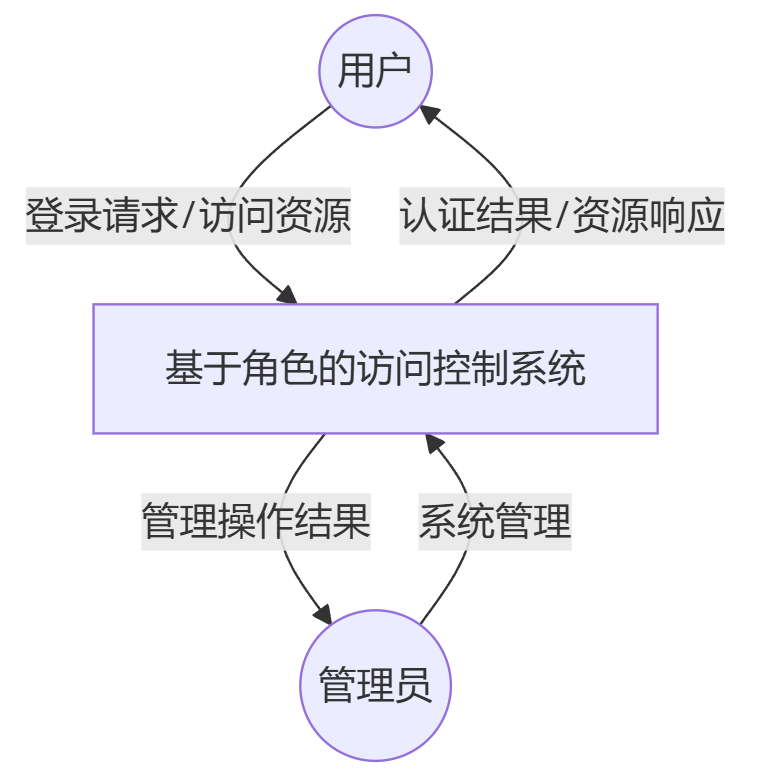 用户
登录请求/访问资源
认证结果/资源响应
基于角色的访问控制系统
管理操作结果
系统管理
管理员